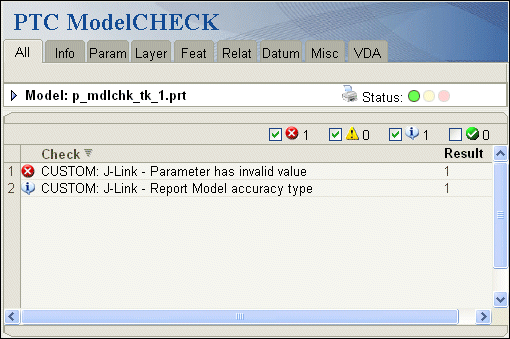 PTC ModelCHECK
All Info Param Layer Feat Relat Datum Misc VDA
Model: p_mdlchk_tk_1.prt Status:
1 0 1 0
Check Result
1 CUSTOM: J-Link - Parameter has invalid value 1
2 CUSTOM: J-Link - Report Model accuracy type 1